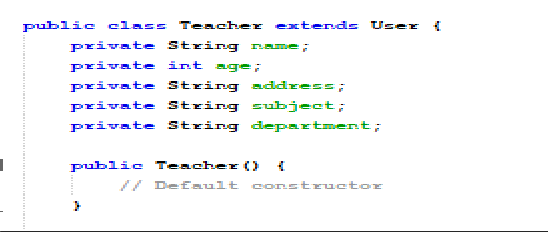 public class Teacher extends User {
    private String name;
    private int age;
    private String address;
    private String subject;
    private String department;

    public Teacher() {
        // Default constructor
    }